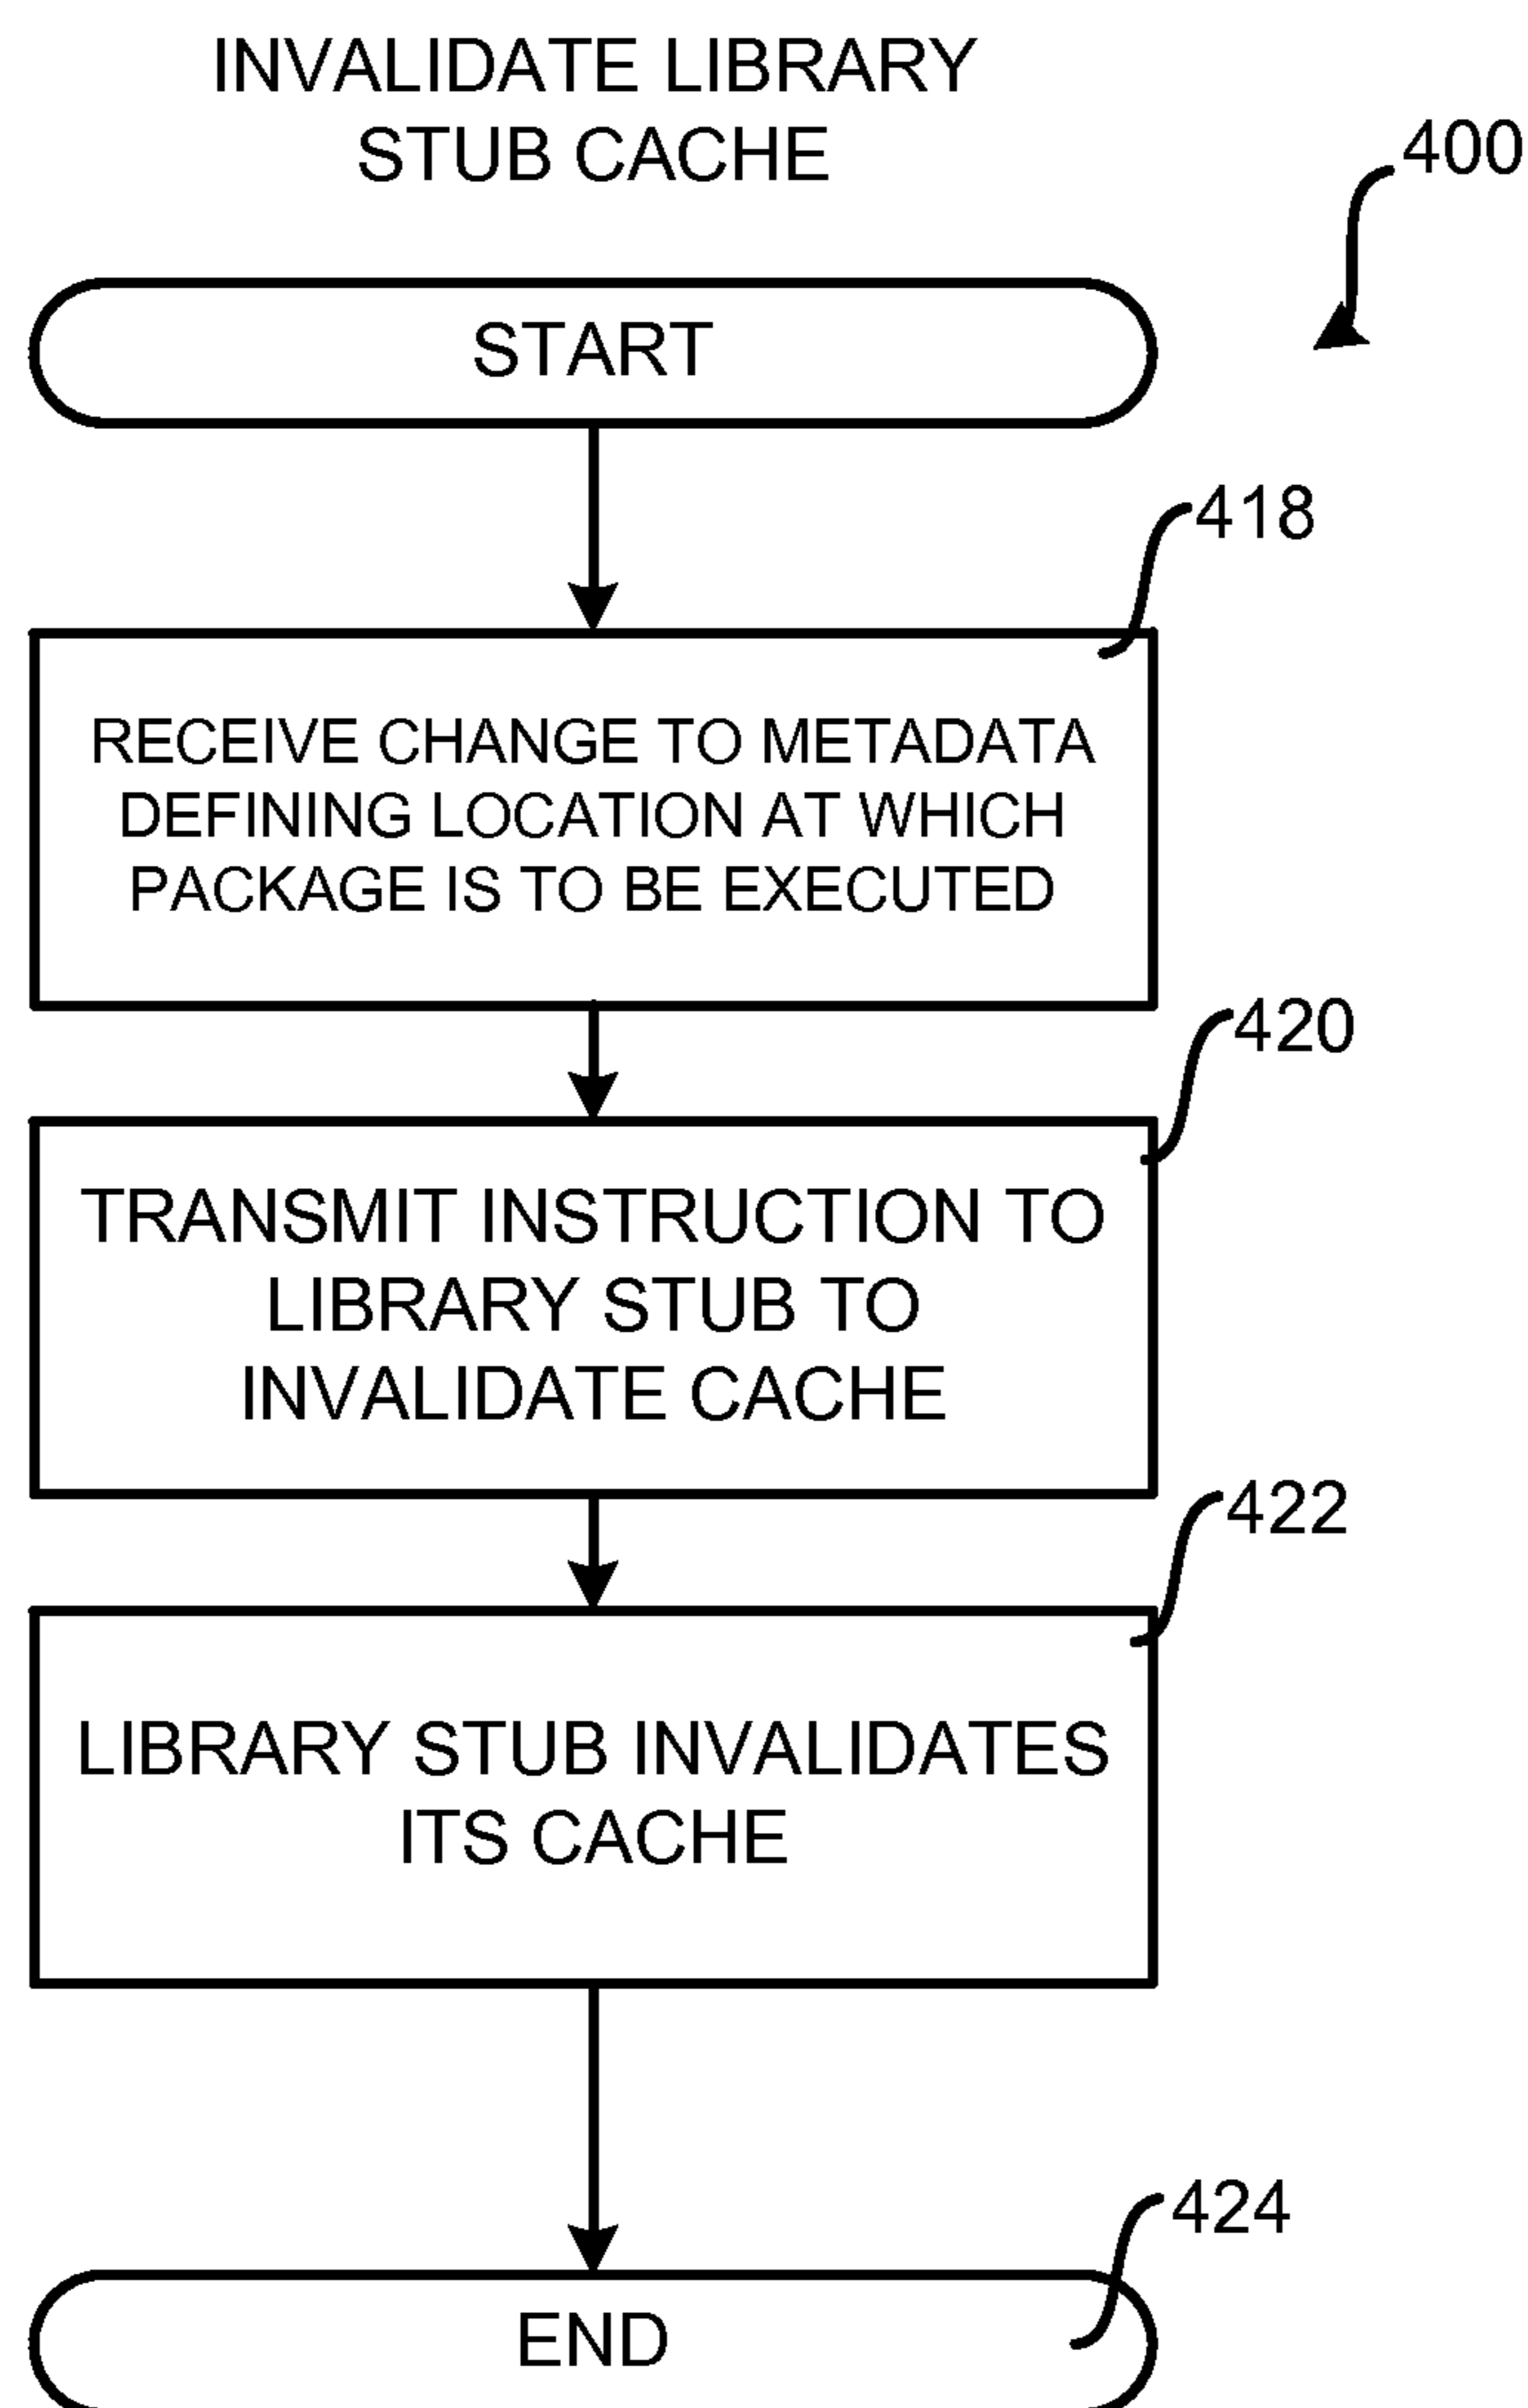 INVALIDATE LIBRARY
STUB CACHE
400
START
418
RECEIVE CHANGE TO METADATA
DEFINING LOCATION AT WHICH
PACKAGE IS TO BE EXECUTED
420
TRANSMIT INSTRUCTION TO
LIBRARY STUB TO
INVALIDATE CACHE
422
LIBRARY STUB INVALIDATES
ITS CACHE
424
END